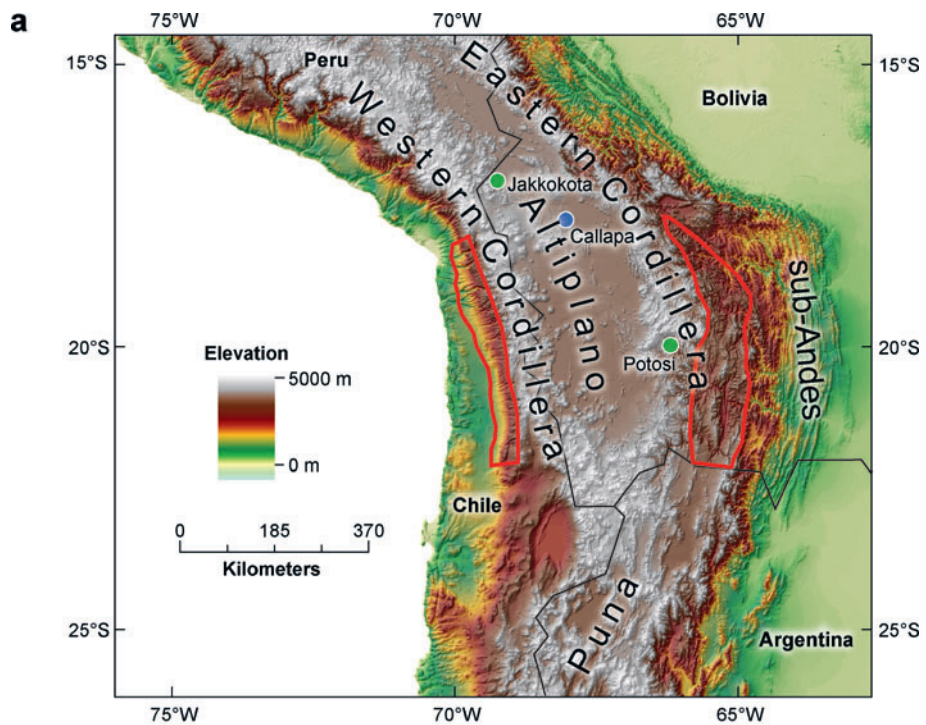 a
75°W 70°W 65°W
15°S 15°S
Peru
Bolivia
Eastern Cordillera
Western Cordillera
Jakkokota
Altiplano
Callapa
sub-Andes
20°S 20°S
Potosi
Elevation
5000 m
0 m
Chile
0 185 370
Kilometers
Puna
25°S 25°S
Argentina
75°W 70°W 65°W